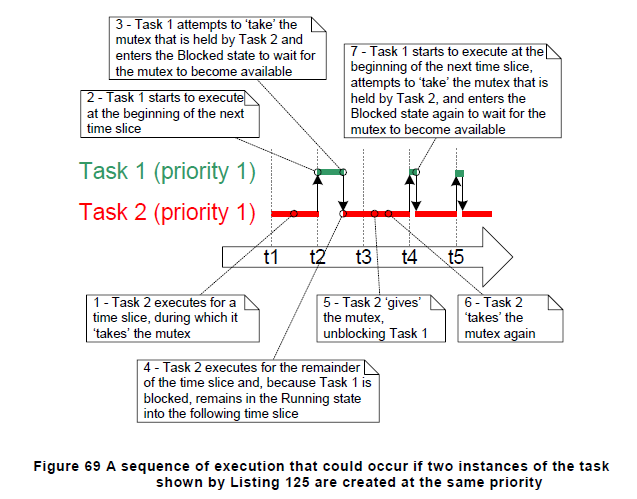 3 - Task 1 attempts to ‘take’ the
mutex that is held by Task 2 and
enters the Blocked state to wait for
the mutex to become available
7 - Task 1 starts to execute at the
beginning of the next time slice,
attempts to ‘take’ the mutex that is
held by Task 2, and enters the
Blocked state again to wait for the
mutex to become available
2 - Task 1 starts to execute
at the beginning of the next
time slice
Task 1 (priority 1)
Task 2 (priority 1)
t1 t2 t3 t4 t5
1 - Task 2 executes for a
time slice, during which it
‘takes’ the mutex
5 - Task 2 ‘gives’
the mutex,
unblocking Task 1
6 - Task 2
‘takes’ the
mutex again
4 - Task 2 executes for the remainder
of the time slice and, because Task 1 is
blocked, remains in the Running state
into the following time slice
Figure 69 A sequence of execution that could occur if two instances of the task
shown by Listing 125 are created at the same priority